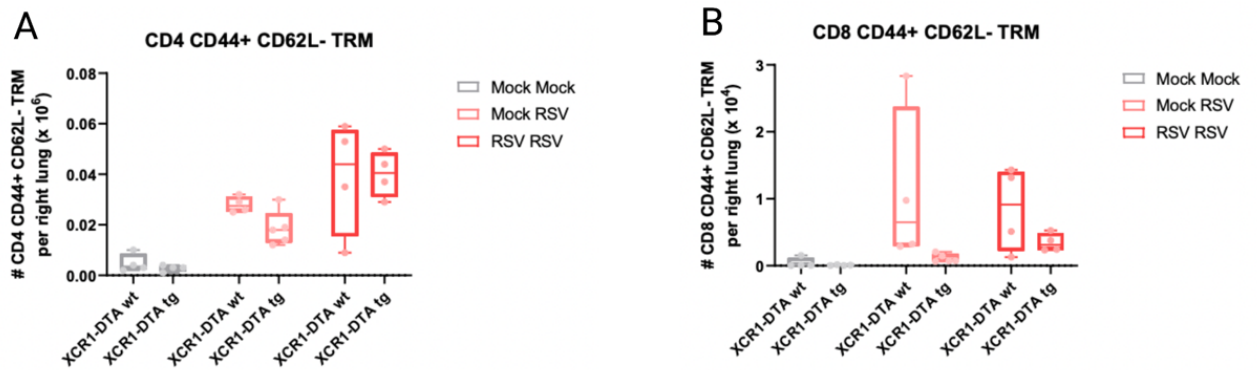 A
CD4 CD44+ CD62L- TRM
# CD4 CD44+ CD62L- TRM
per right lung (x 10⁶)
0.08
0.06
0.04
0.02
0.00
XCR1-DTA wt
XCR1-DTA tg
XCR1-DTA wt
XCR1-DTA tg
XCR1-DTA wt
XCR1-DTA tg
Mock Mock
Mock RSV
RSV RSV
B
CD8 CD44+ CD62L- TRM
# CD8 CD44+ CD62L- TRM
per right lung (x 10⁴)
3
2
1
0
XCR1-DTA wt
XCR1-DTA tg
XCR1-DTA wt
XCR1-DTA tg
XCR1-DTA wt
XCR1-DTA tg
Mock Mock
Mock RSV
RSV RSV